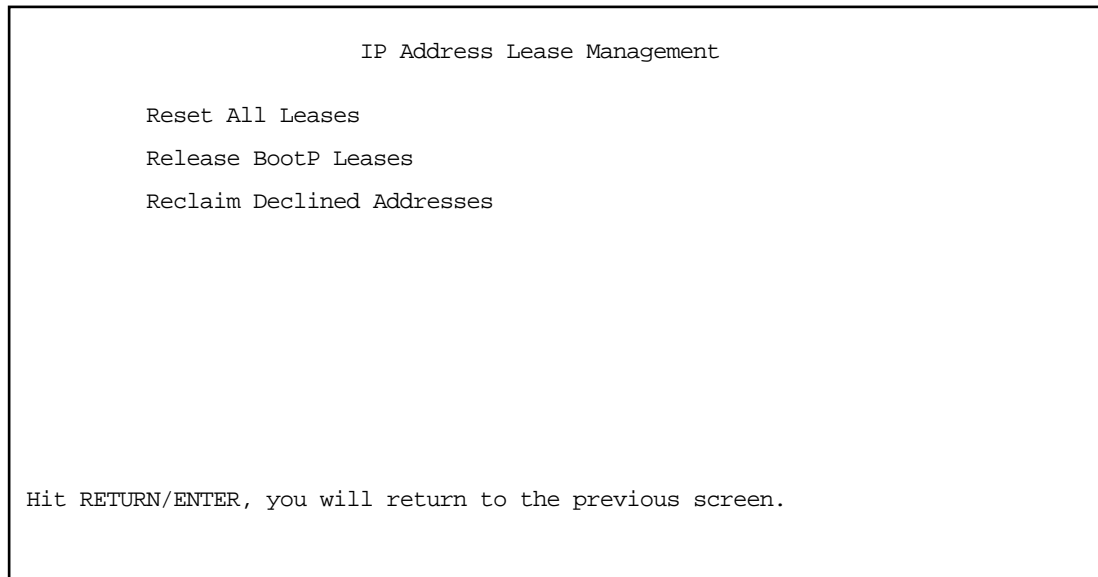 IP Address Lease Management
Reset All Leases
Release BootP Leases
Reclaim Declined Addresses
Hit RETURN/ENTER, you will return to the previous screen.